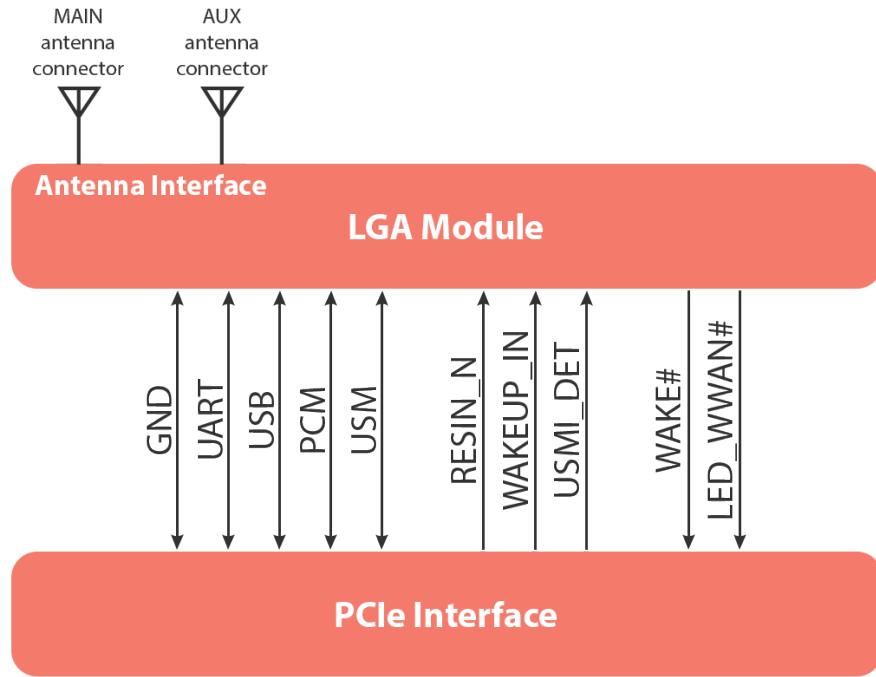 MAIN
antenna
connector
AUX
antenna
connector
Antenna Interface
LGA Module
GND
UART
USB
PCM
USM
RESIN_N
WAKEUP_IN
USMI_DET
WAKE#
LED_WWAN#
PCIe Interface